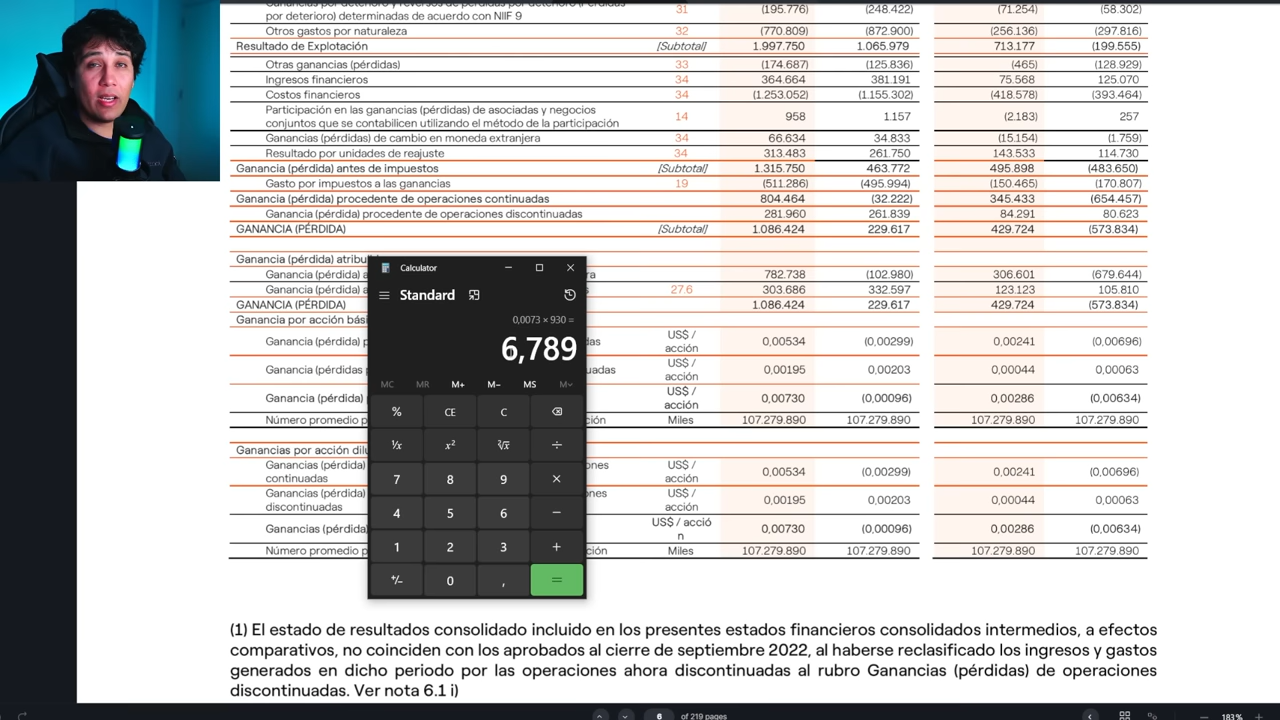 Ganancias por deterioro y reversos de pérdidas por deterioro (Pérdidas
por deterioro) determinadas de acuerdo con NIIF 9 31 (195.776) (248.422) (71.254) (58.302)
Otros gastos por naturaleza 32 (770.809) (872.900) (256.136) (297.816)
Resultado de Explotación [Subtotal] 1.997.750 1.065.979 713.177 (199.555)
Otras ganancias (pérdidas) 33 (174.687) (125.836) (465) (128.929)
Ingresos financieros 34 364.664 381.191 75.568 125.070
Costos financieros 34 (1.253.052) (1.155.302) (418.578) (393.464)
Participación en las ganancias (pérdidas) de asociadas y negocios
conjuntos que se contabilicen utilizando el método de la participación 14 958 1.157 (2.183) 257
Ganancias (pérdidas) de cambio en moneda extranjera 34 66.634 34.833 (15.154) (1.759)
Resultado por unidades de reajuste 34 313.483 261.750 143.533 114.730
Ganancia (pérdida) antes de impuestos [Subtotal] 1.315.750 463.772 495.898 (483.650)
Gasto por impuestos a las ganancias 19 (511.286) (495.994) (150.465) (170.807)
Ganancia (pérdida) procedente de operaciones continuadas 804.464 (32.222) 345.433 (654.457)
Ganancia (pérdida) procedente de operaciones discontinuadas 281.960 261.839 84.291 80.623
GANANCIA (PÉRDIDA) [Subtotal] 1.086.424 229.617 429.724 (573.834)
Ganancia (pérdida) atribu
Ganancia (pérdida) a ra 782.738 (102.980) 306.601 (679.644)
Ganancia (pérdida) a s 27.6 303.686 332.597 123.123 105.810
GANANCIA (PÉRDIDA) 1.086.424 229.617 429.724 (573.834)
Ganancia por acción bási
Ganancia (pérdida) p das US$ / acción 0,00534 (0,00299) 0,00241 (0,00696)
Ganancia (pérdidas p uadas US$ / acción 0,00195 0,00203 0,00044 0,00063
Ganancia (pérdida) US$ / acción 0,00730 (0,00096) 0,00286 (0,00634)
Número promedio p ción Miles 107.279.890 107.279.890 107.279.890 107.279.890
Ganancias por acción dilu
Ganancias (pérdida) ones
continuadas US$ / acción 0,00534 (0,00299) 0,00241 (0,00696)
Ganancias (pérdida) ones
discontinuadas US$ / acción 0,00195 0,00203 0,00044 0,00063
Ganancias (pérdida) US$ / acció
n 0,00730 (0,00096) 0,00286 (0,00634)
Número promedio p ción Miles 107.279.890 107.279.890 107.279.890 107.279.890
Calculator
Standard
0,0073 × 930 =
6,789
MC MR M+ M− MS M˅
% CE C
¹/x x² ²√x ÷
7 8 9 ×
4 5 6 −
1 2 3 +
+/− 0 , =
(1) El estado de resultados consolidado incluido en los presentes estados financieros consolidados intermedios, a efectos
comparativos, no coinciden con los aprobados al cierre de septiembre 2022, al haberse reclasificado los ingresos y gastos
generados en dicho periodo por las operaciones ahora discontinuadas al rubro Ganancias (pérdidas) de operaciones
discontinuadas. Ver nota 6.1 i)
6 of 219 pages 183%